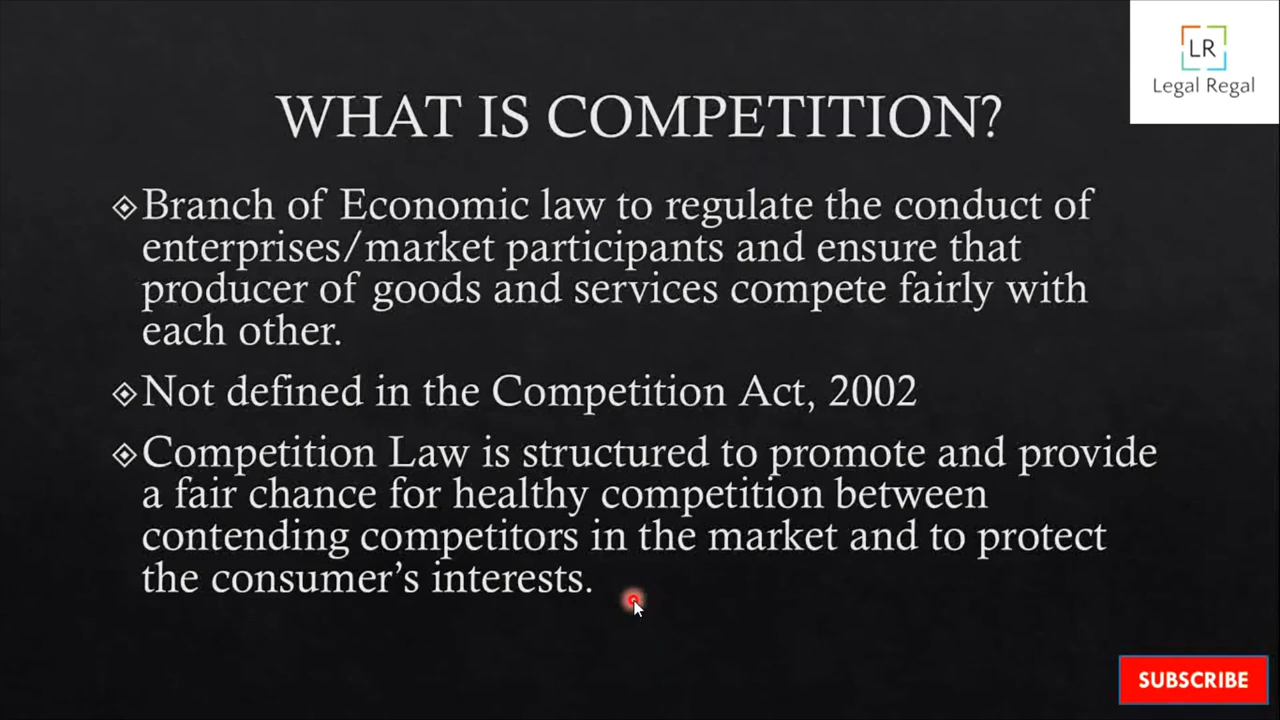 LR
Legal Regal
WHAT IS COMPETITION?
Branch of Economic law to regulate the conduct of
enterprises/market participants and ensure that
producer of goods and services compete fairly with
each other.
Not defined in the Competition Act, 2002
Competition Law is structured to promote and provide
a fair chance for healthy competition between
contending competitors in the market and to protect
the consumer’s interests.
SUBSCRIBE